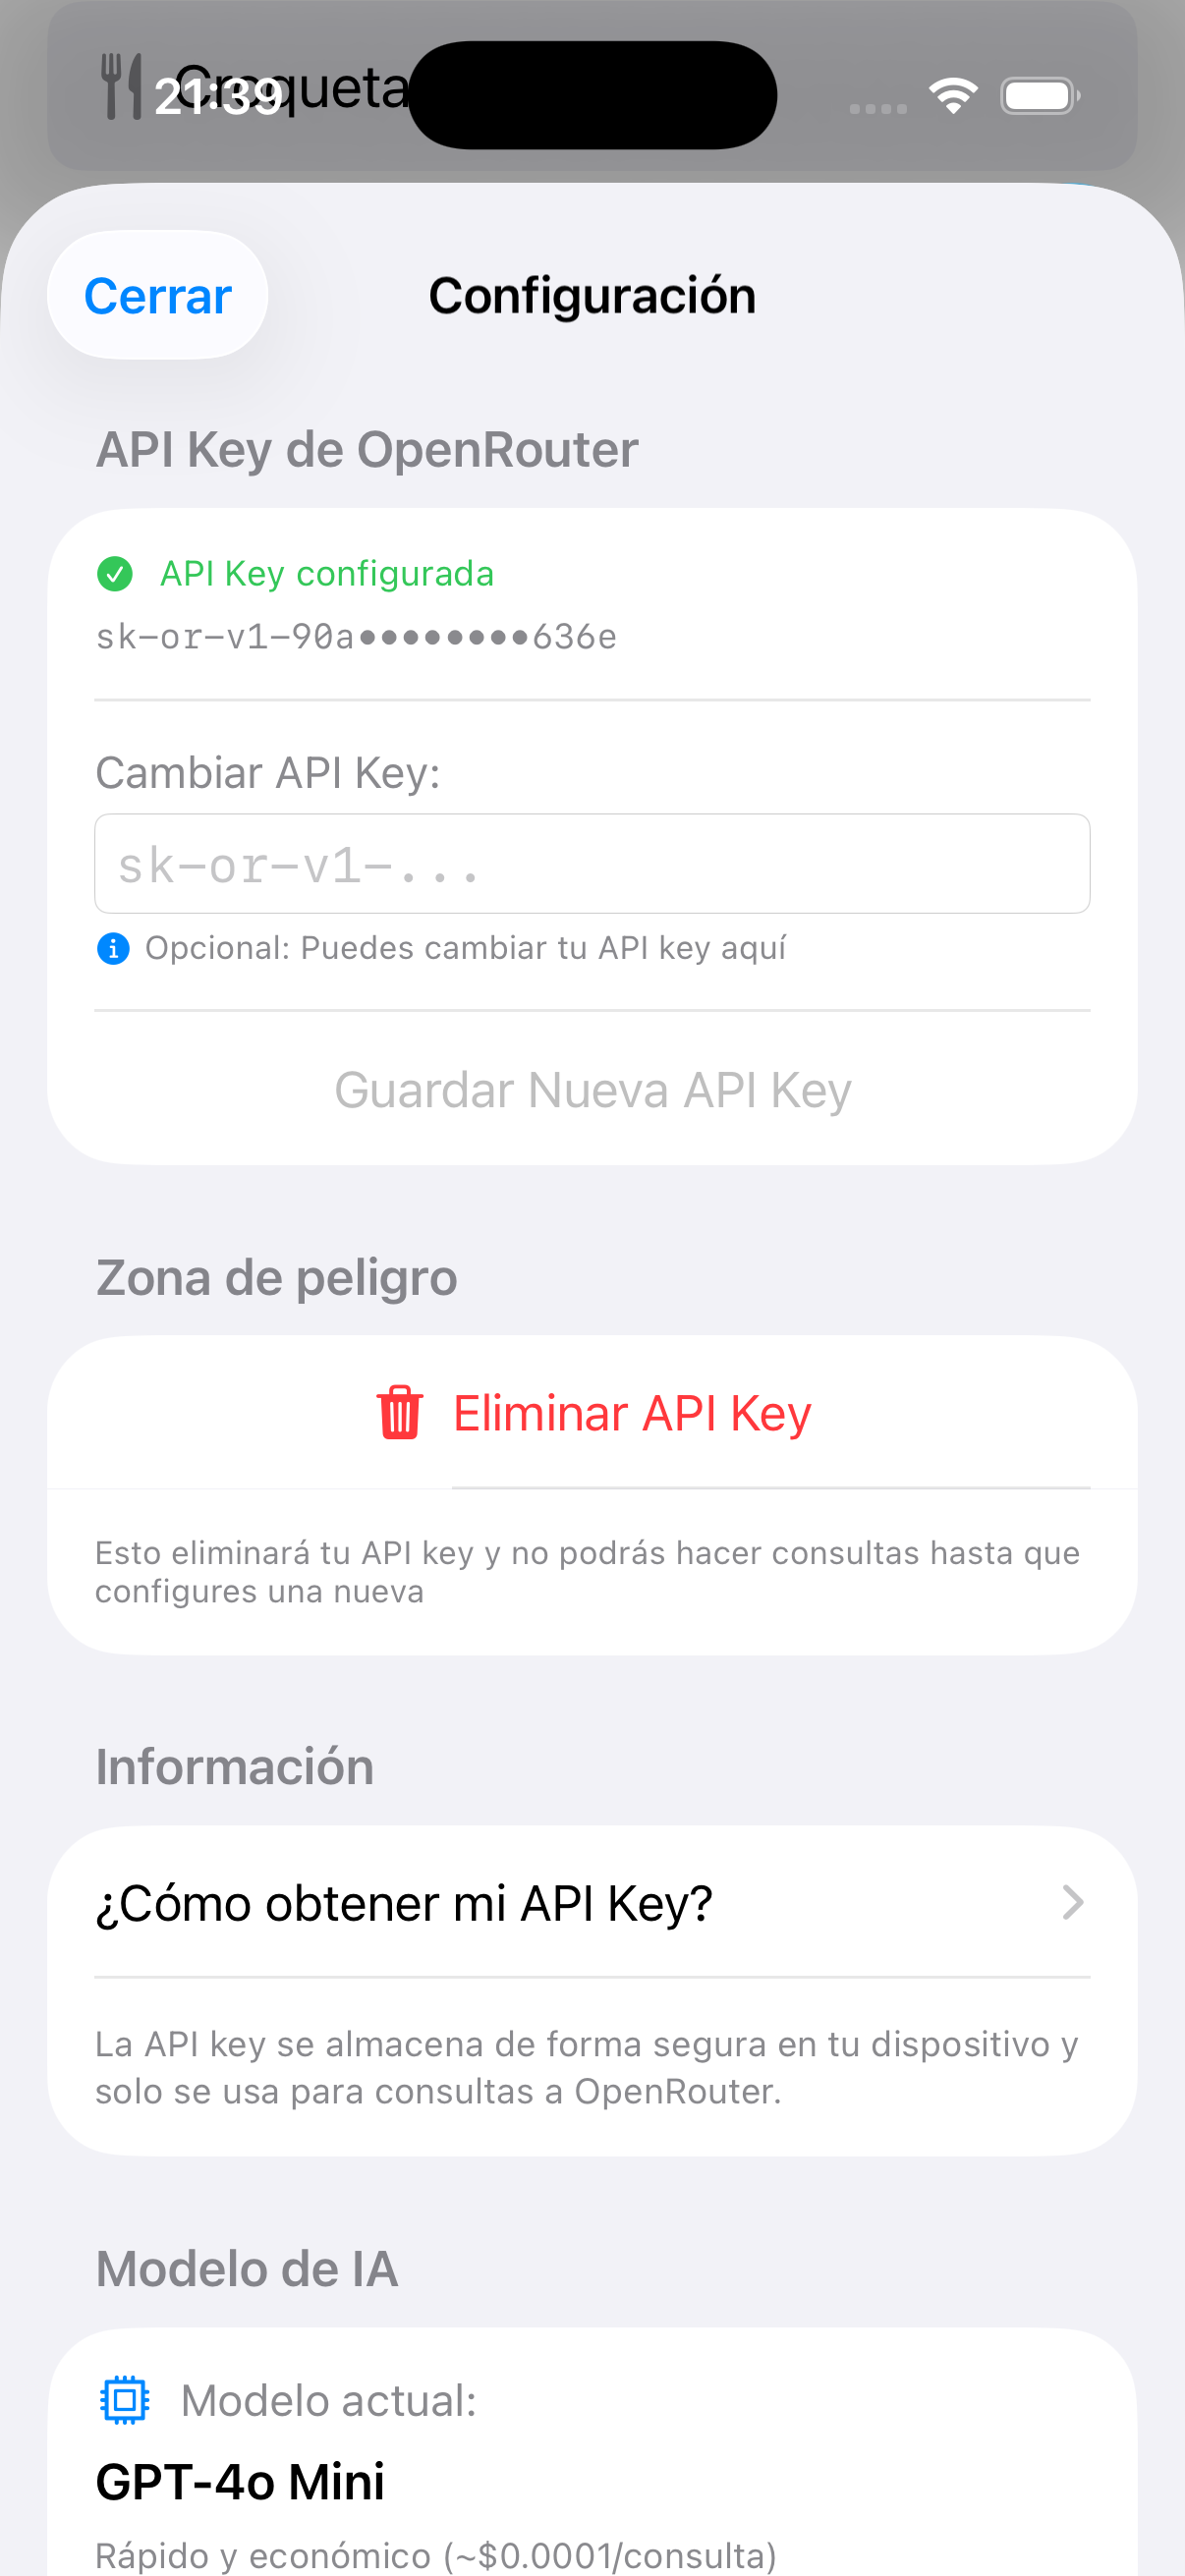 Croqueta
21:39
Cerrar
Configuración
API Key de OpenRouter
API Key configurada
sk-or-v1-90a••••••••636e
Cambiar API Key:
sk-or-v1-...
Opcional: Puedes cambiar tu API key aquí
Guardar Nueva API Key
Zona de peligro
Eliminar API Key
Esto eliminará tu API key y no podrás hacer consultas hasta que
configures una nueva
Información
¿Cómo obtener mi API Key?
La API key se almacena de forma segura en tu dispositivo y
solo se usa para consultas a OpenRouter.
Modelo de IA
Modelo actual:
GPT-4o Mini
Rápido y económico (~$0.0001/consulta)